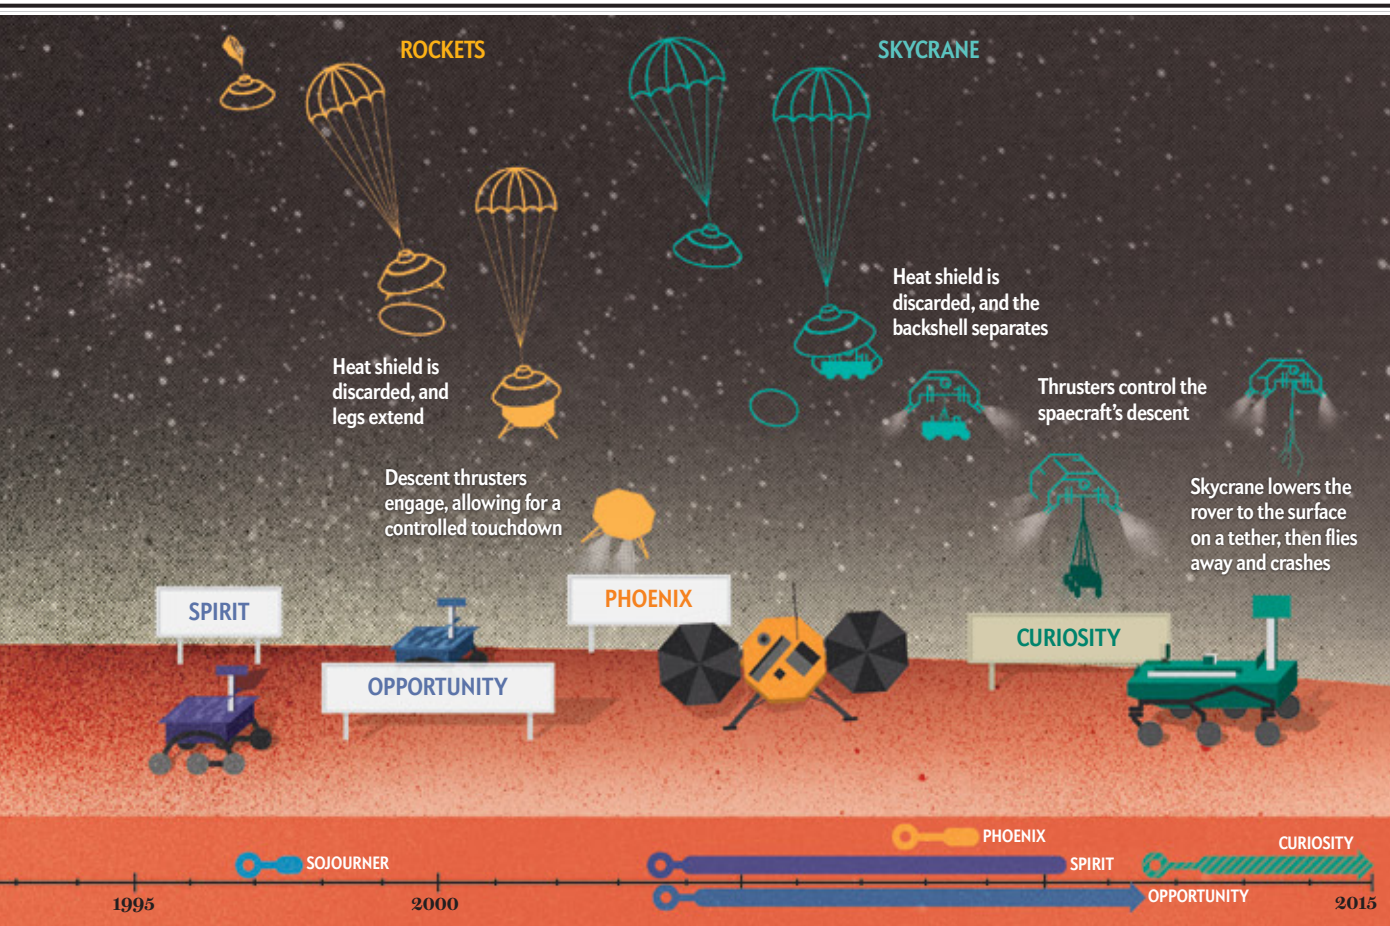 ROCKETS
SKYCRANE
Heat shield is
discarded, and
legs extend
Descent thrusters
engage, allowing for a
controlled touchdown
Heat shield is
discarded, and the
backshell separates
Thrusters control the
spaecraft’s descent
Skycrane lowers the
rover to the surface
on a tether, then flies
away and crashes
SPIRIT
OPPORTUNITY
PHOENIX
CURIOSITY
SOJOURNER
PHOENIX
SPIRIT
CURIOSITY
OPPORTUNITY
1995
2000
2015